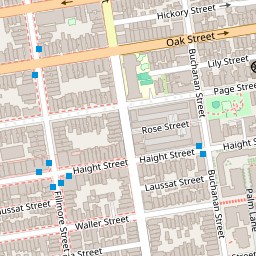 Hickory Street
Oak Street
Lily Street
Buchanan Street
Page Street
Rose Street
Haight Street
Haight Street
Haight S
Laussat Street
Laussat Street
Fillmore Street
Buchanan Street
Palm Lane
Waller Street